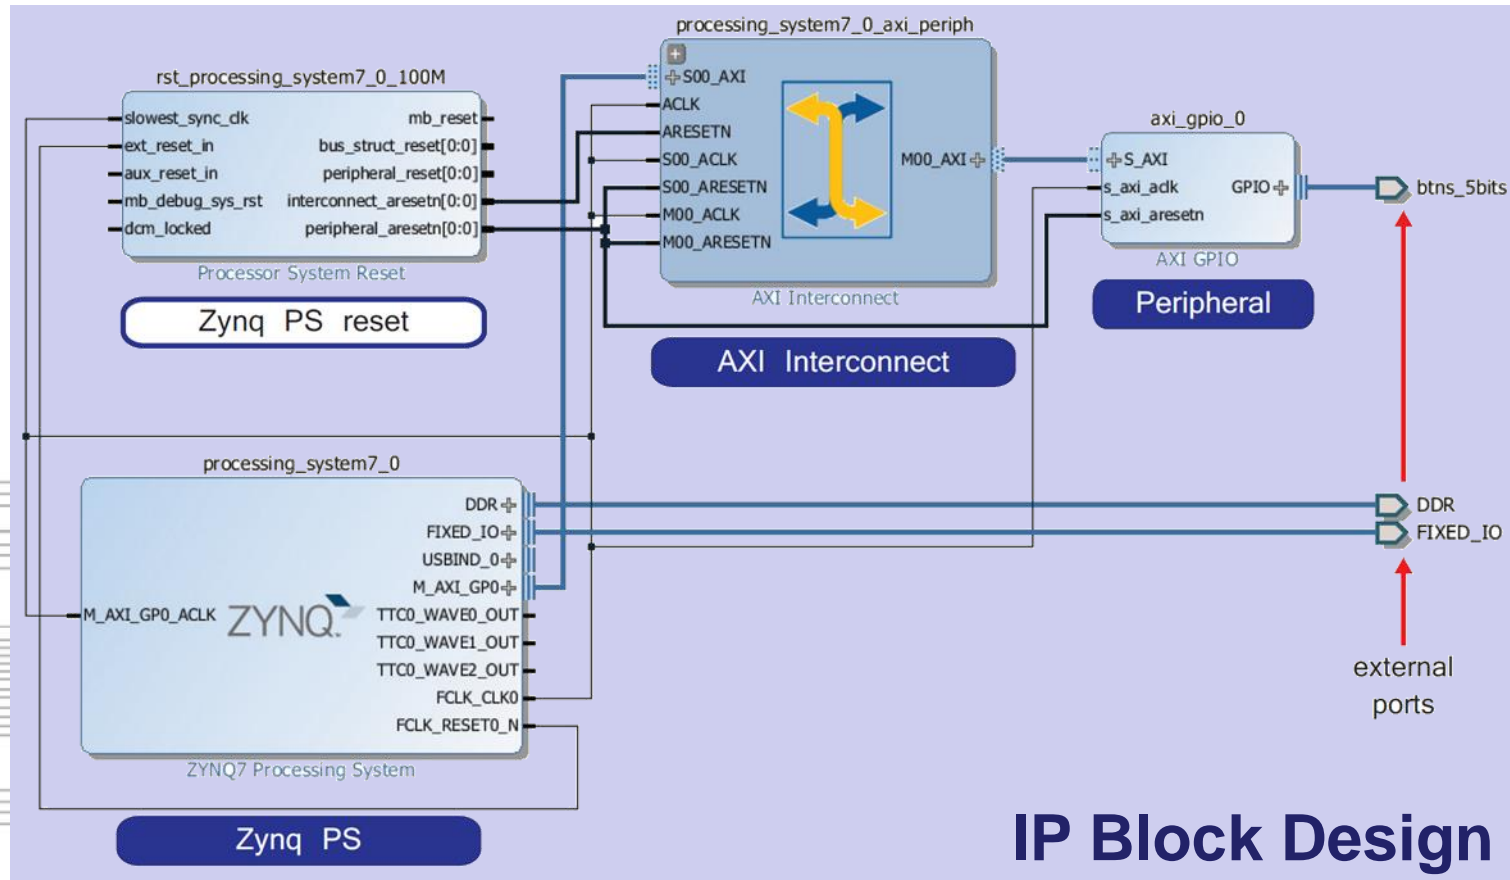 processing_system7_0_axi_periph
S00_AXI
ACLK
ARESETN
S00_ACLK
S00_ARESETN
M00_ACLK
M00_ARESETN
M00_AXI
AXI Interconnect
AXI Interconnect
rst_processing_system7_0_100M
slowest_sync_clk
ext_reset_in
aux_reset_in
mb_debug_sys_rst
dcm_locked
mb_reset
bus_struct_reset[0:0]
peripheral_reset[0:0]
interconnect_aresetn[0:0]
peripheral_aresetn[0:0]
Processor System Reset
Zynq PS reset
axi_gpio_0
S_AXI
s_axi_aclk
s_axi_aresetn
GPIO
AXI GPIO
Peripheral
btns_5bits
processing_system7_0
M_AXI_GP0_ACLK
ZYNQ.
DDR
FIXED_IO
USBIND_0
M_AXI_GP0
TTC0_WAVE0_OUT
TTC0_WAVE1_OUT
TTC0_WAVE2_OUT
FCLK_CLK0
FCLK_RESET0_N
ZYNQ7 Processing System
Zynq PS
DDR
FIXED_IO
external
ports
IP Block Design